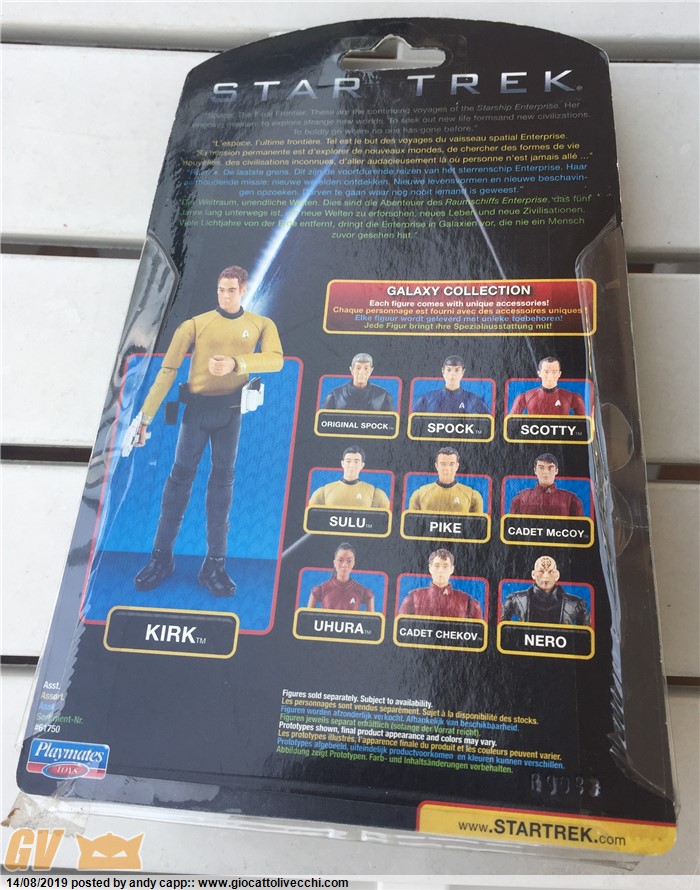 STAR TREK®
"Space, The Final Frontier. These are the continuing voyages of the Starship Enterprise. Her
ongoing mission: to explore strange new worlds. To seek out new life forms and new civilizations.
To boldly go where no one has gone before."
"L'espace, l'ultime frontière. Tel est le but des voyages du vaisseau spatial Enterprise.
Sa mission permanente est d'explorer de nouveaux mondes, de chercher des formes de vie
nouvelles, des civilisations inconnues, d'aller audacieusement là où personne n'est jamais allé ..."
De laatste grens. Dit zijn de voortdurende reizen van het sterrenschip Enterprise. Haar
aanhoudende missie: nieuwe werelden ontdekken. Nieuwe levensvormen en nieuwe beschavin-
gen opzoeken. Durven te gaan waar nog nooit iemand is geweest."
Weltraum, unendliche Weiten. Dies sind die Abenteuer des Raumschiffs Enterprise, das fünf
Jahre lang unterwegs ist, um neue Welten zu erforschen, neues Leben und neue Zivilisationen.
Viele Lichtjahre von der Erde entfernt, dringt die Enterprise in Galaxien vor, die nie ein Mensch
zuvor gesehen hat."
GALAXY COLLECTION
Each figure comes with unique accessories!
Chaque personnage est fourni avec des accessoires uniques
Elke figuur wordt geleverd met unieke toebehoren!
Jede Figur bringt ihre Spezialausstattung mit!
ORIGINAL SPOCK™
SPOCK™
SCOTTY™
SULU™
PIKE
CADET McCOY™
UHURA™
CADET CHEKOV™
NERO
KIRK™
Asst.
Assort.
Asst.
Sortiment-Nr.
#61750
Playmates
TOYS
Figures sold separately. Subject to availability.
Les personnages sont vendus séparément. Sujet à la disponibilité des stocks.
Figuren worden afzonderlijk verkocht. Afhankelijk van beschikbaarheid.
Figuren jeweils separat erhältlich (solange der Vorrat reicht).
Prototypes shown, final product appearance and colors may vary.
Les prototypes illustrés, l'apparence finale du produit et les couleurs peuvent varier.
Prototypes afgebeeld, uiteindelijk productvoorkomen en kleuren kunnen verschillen.
Abbildung zeigt Prototypen. Farb- und Inhaltsänderungen vorbehalten.
www.STARTREK.com
GV
14/08/2019 posted by andy capp:: www.giocattolivecchi.com